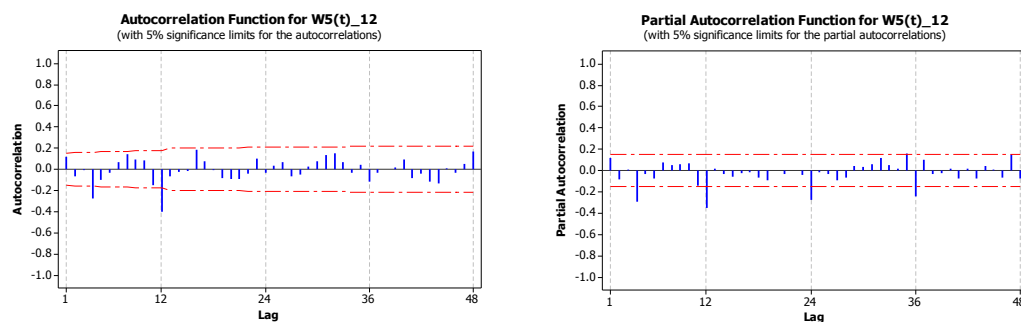 Autocorrelation Function for W5(t)_12
(with 5% significance limits for the autocorrelations)
Autocorrelation
1.0
0.8
0.6
0.4
0.2
0.0
-0.2
-0.4
-0.6
-0.8
-1.0
1 12 24 36 48
Lag
Partial Autocorrelation Function for W5(t)_12
(with 5% significance limits for the partial autocorrelations)
Partial Autocorrelation
1.0
0.8
0.6
0.4
0.2
0.0
-0.2
-0.4
-0.6
-0.8
-1.0
1 12 24 36 48
Lag